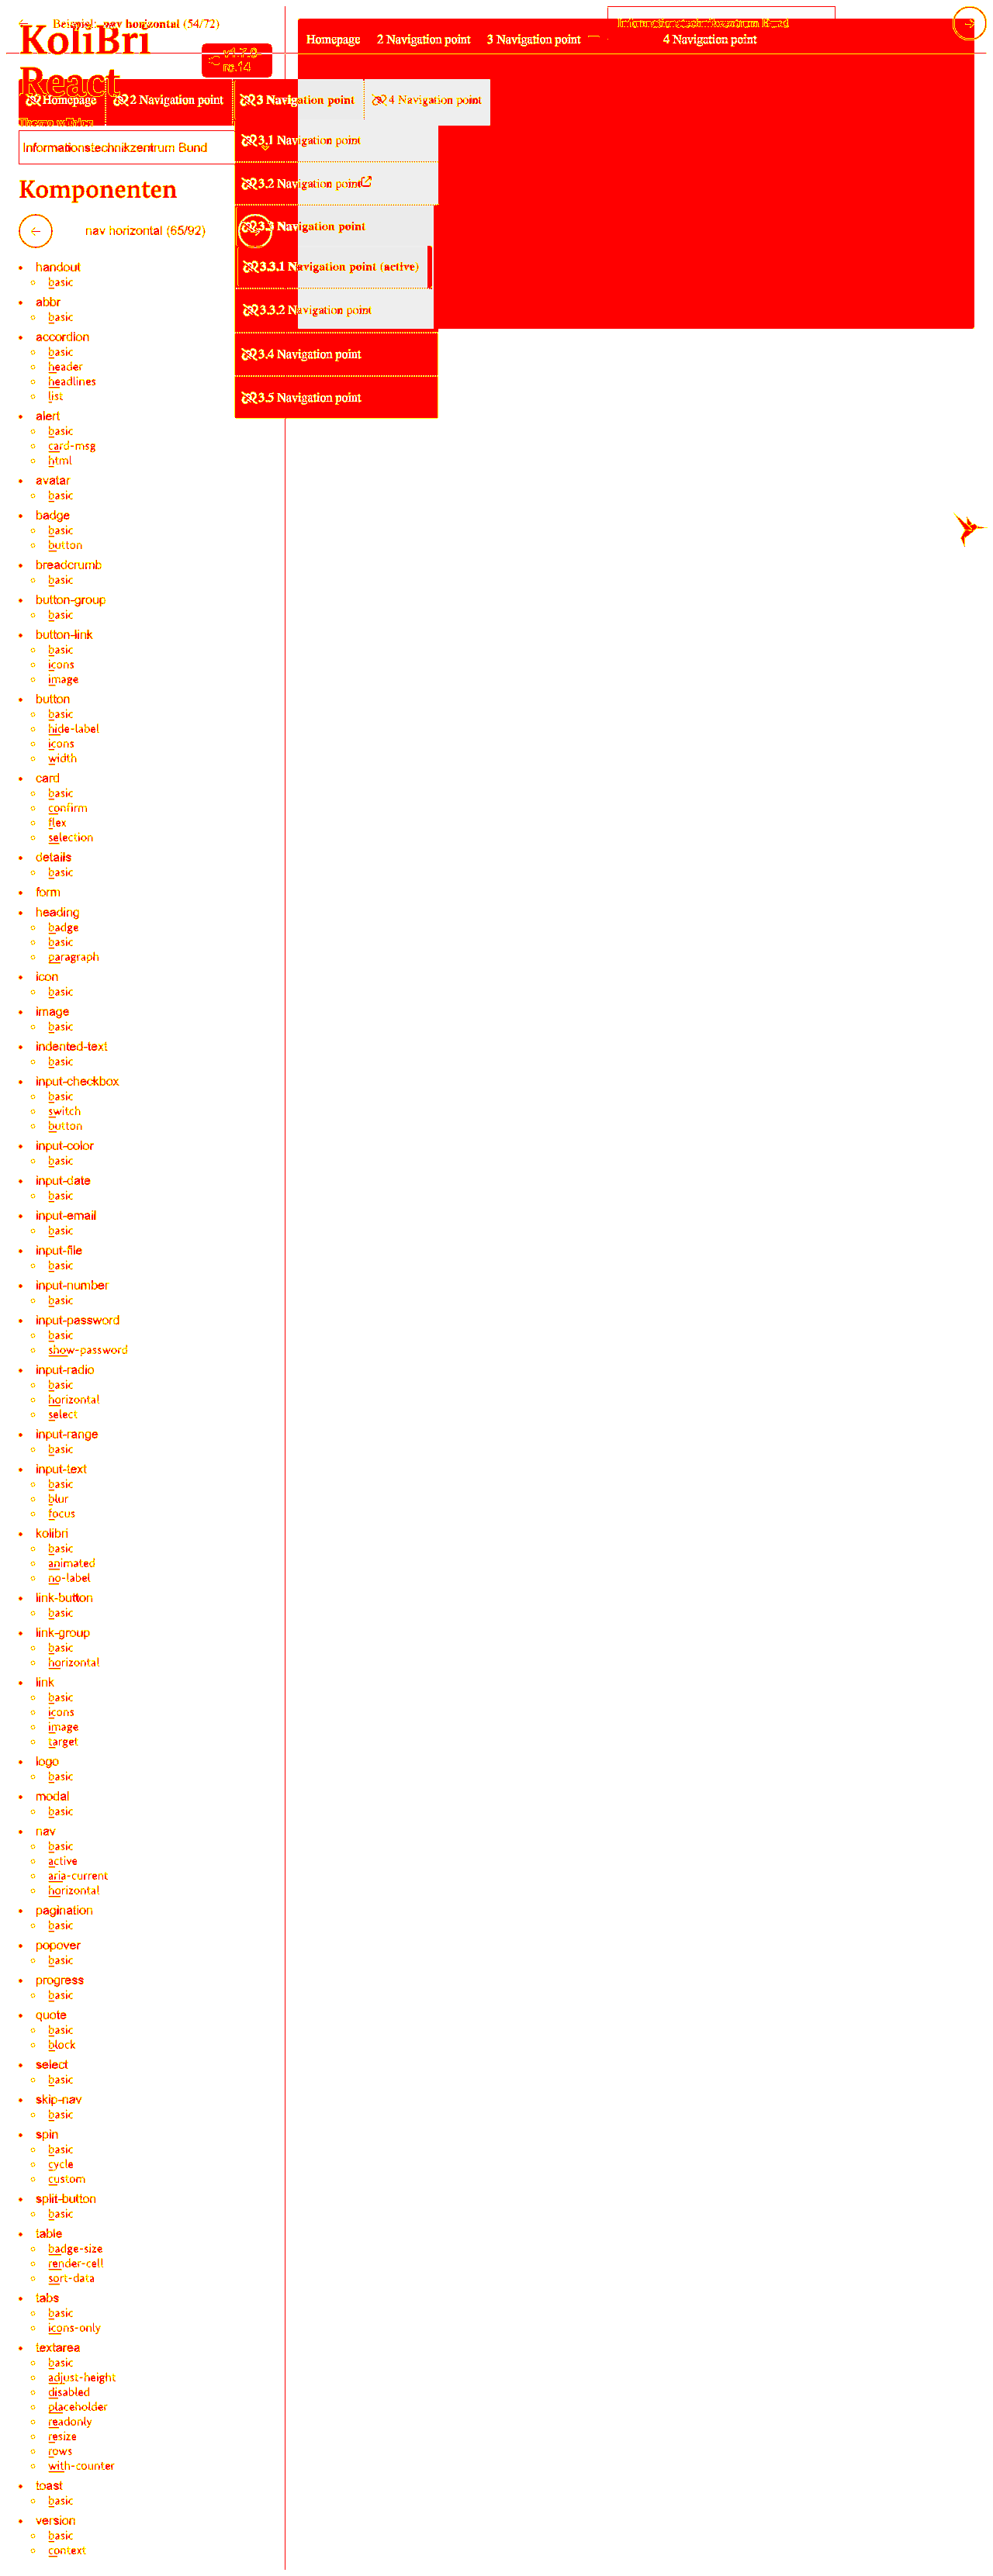 Beispiel: nav horizontal (54/72)
KoliBri
React
Informationstechnikzentrum Bund
Homepage 2 Navigation point 3 Navigation point 4 Navigation point
Homepage 2 Navigation point 3 Navigation point 4 Navigation point
3.1 Navigation point
Informationstechnikzentrum Bund
3.2 Navigation point
Komponenten
nav horizontal (65/92)
3.3 Navigation point
3.3.1 Navigation point (active)
3.3.2 Navigation point
3.4 Navigation point
3.5 Navigation point
handout
basic
abbr
basic
accordion
basic
header
headlines
list
alert
basic
card-msg
html
avatar
basic
badge
basic
button
breadcrumb
basic
button-group
basic
button-link
basic
icons
image
button
basic
hide-label
icons
width
card
basic
confirm
flex
selection
details
basic
form
heading
badge
basic
paragraph
icon
basic
image
basic
indented-text
basic
input-checkbox
basic
switch
button
input-color
basic
input-date
basic
input-email
basic
input-file
basic
input-number
basic
input-password
basic
show-password
input-radio
basic
horizontal
select
input-range
basic
input-text
basic
blur
focus
kolibri
basic
animated
no-label
link-button
basic
link-group
basic
horizontal
link
basic
icons
image
target
logo
basic
modal
basic
nav
basic
active
aria-current
horizontal
pagination
basic
popover
basic
progress
basic
quote
basic
block
select
basic
skip-nav
basic
spin
basic
cycle
custom
split-button
basic
table
badge-size
render-cell
sort-data
tabs
basic
icons-only
textarea
basic
adjust-height
disabled
placeholder
readonly
resize
rows
with-counter
toast
basic
version
basic
context